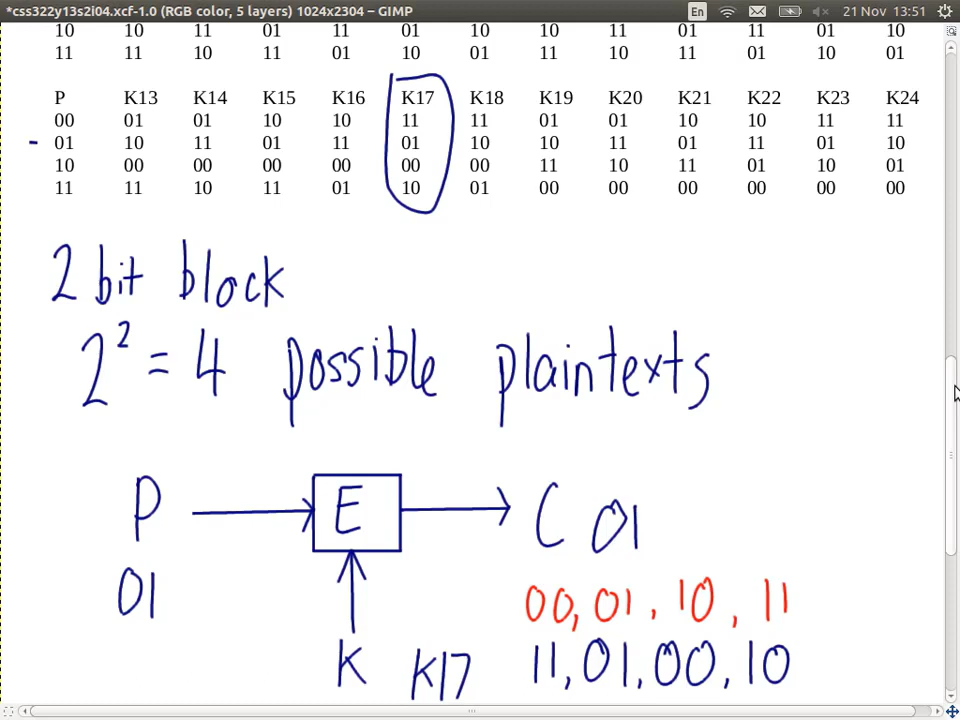 *css322y13s2i04.xcf-1.0 (RGB color, 5 layers) 1024x2304 – GIMP En 21 Nov 13:51
10 10 11 01 11 01 10 10 11 01 11 01 10
11 11 10 11 01 10 01 11 10 11 01 10 01
P K13 K14 K15 K16 K17 K18 K19 K20 K21 K22 K23 K24
00 01 01 10 10 11 11 01 01 10 10 11 11
01 10 11 01 11 01 10 10 11 01 11 01 10
10 00 00 00 00 00 00 11 10 11 01 10 01
11 11 10 11 01 10 01 00 00 00 00 00 00
2 bit block
2² = 4 possible plaintexts
P E C 01
01 00, 01, 10, 11
K K17 11, 01, 00, 10